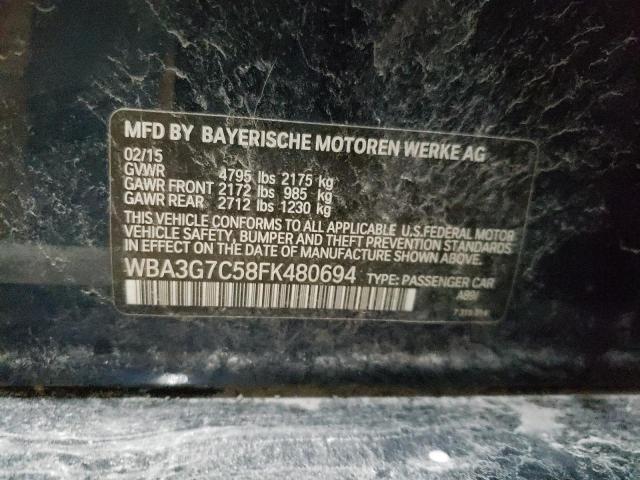 MFD BY BAYERISCHE MOTOREN WERKE AG
02/15
GVWR 4795 lbs 2175 kg
GAWR FRONT 2172 lbs 985 kg
GAWR REAR 2712 lbs 1230 kg
THIS VEHICLE CONFORMS TO ALL APPLICABLE U.S.FEDERAL MOTOR
VEHICLE SAFETY, BUMPER AND THEFT PREVENTION STANDARDS
IN EFFECT ON THE DATE OF MANUFACTURE SHOWN ABOVE.
WBA3G7C58FK480694 TYPE: PASSENGER CAR